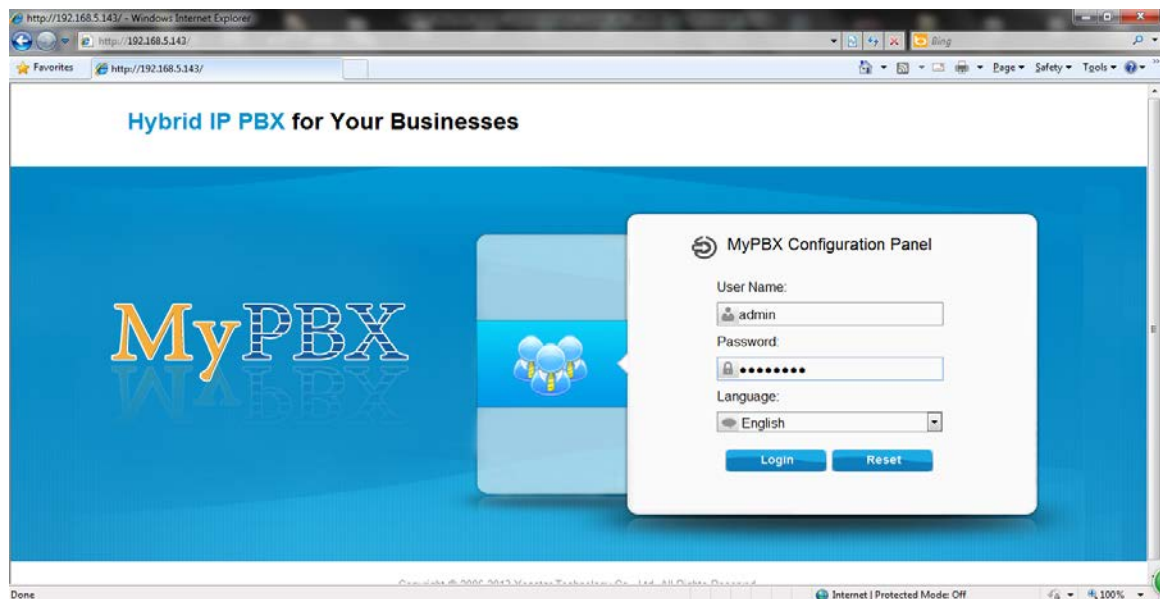 http://192.168.5.143/ - Windows Internet Explorer
http://192.168.5.143/
Bing
Favorites
http://192.168.5.143/
Page
Safety
Tools
Hybrid IP PBX for Your Businesses
MyPBX
MyPBX Configuration Panel
User Name:
admin
Password:
Language:
English
Login Reset
Done
Internet | Protected Mode: Off
100%